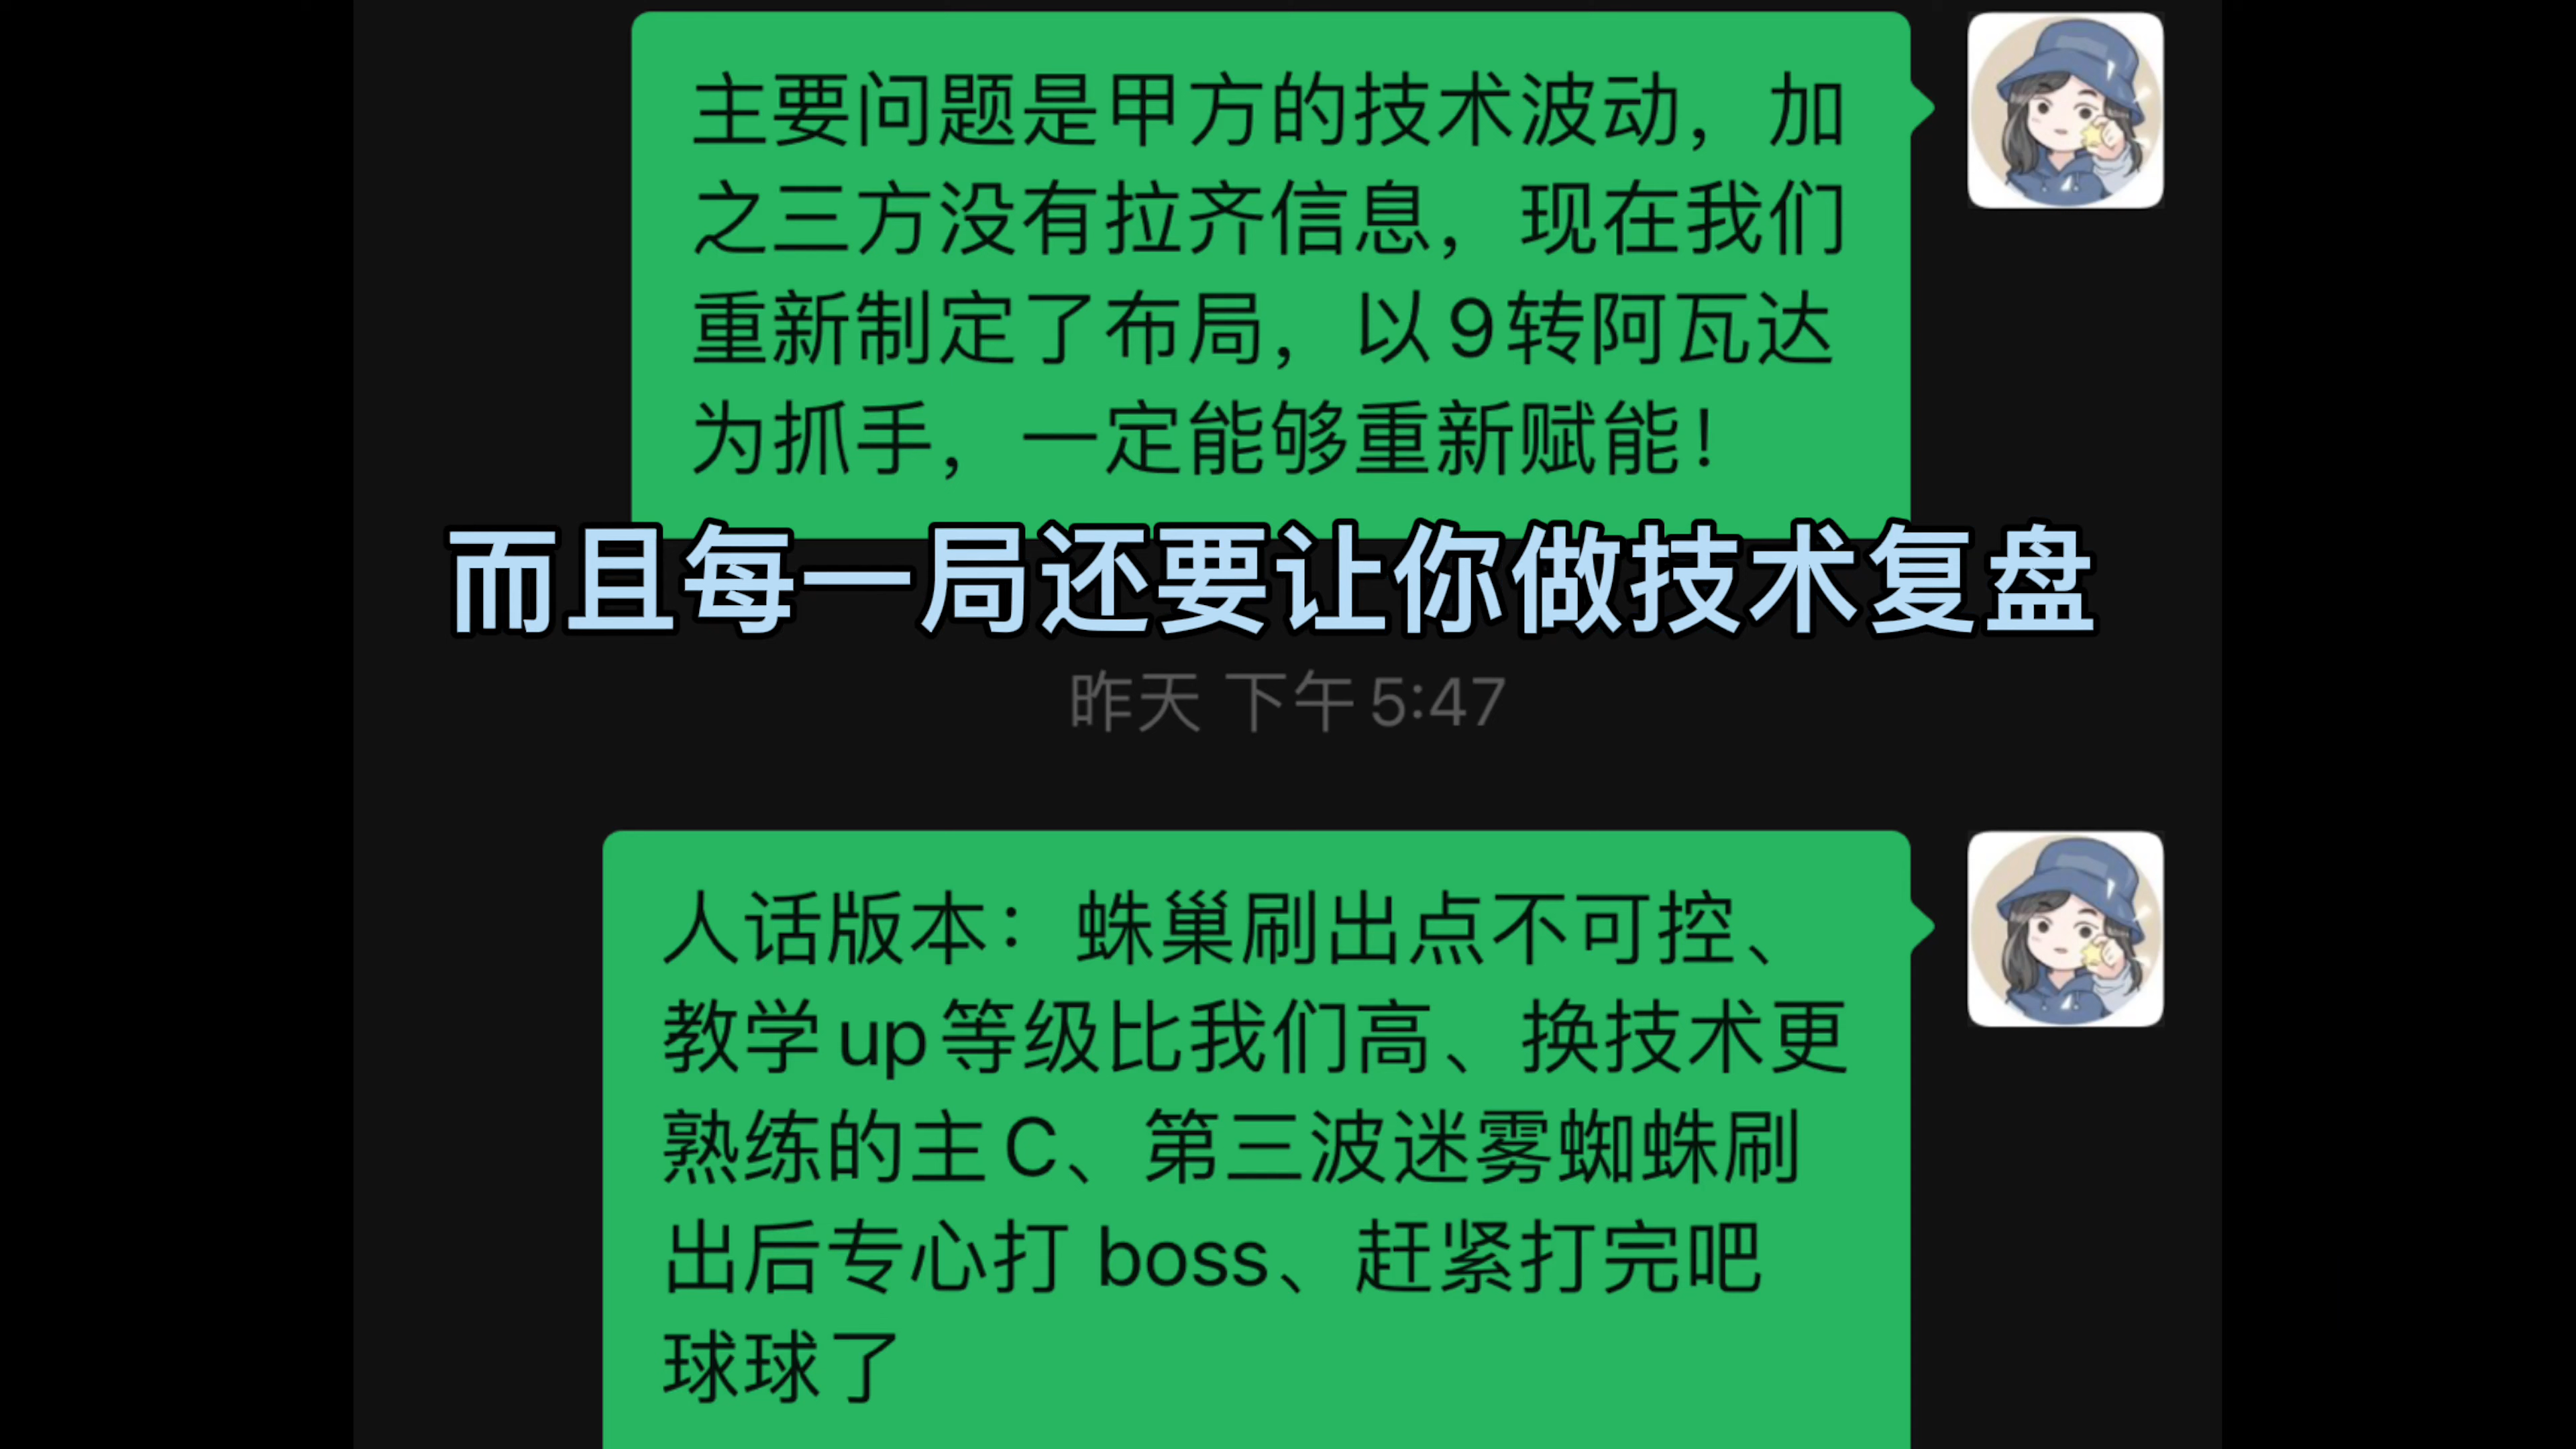 主要问题是甲方的技术波动，加
之三方没有拉齐信息，现在我们
重新制定了布局，以9转阿瓦达
为抓手，一定能够重新赋能！
而且每一局还要让你做技术复盘
昨天 下午5:47
人话版本：蛛巢刷出点不可控、
教学up等级比我们高、换技术更
熟练的主C、第三波迷雾蜘蛛刷
出后专心打 boss、赶紧打完吧
球球了